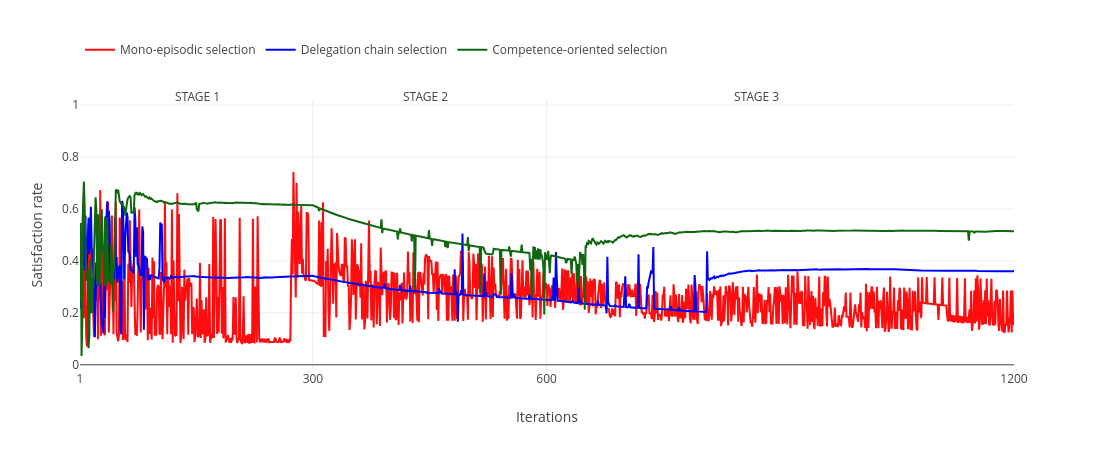 Mono-episodic selection Delegation chain selection Competence-oriented selection
STAGE 1 STAGE 2 STAGE 3
1
0.8
0.6
0.4
0.2
0
Satisfaction rate
1 300 600 1200
Iterations